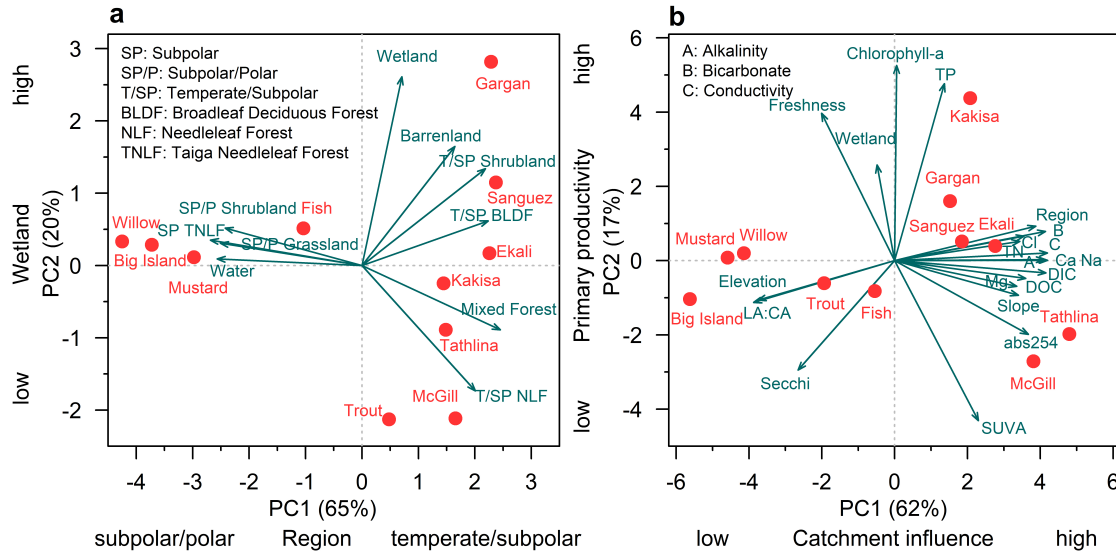 a
SP: Subpolar
SP/P: Subpolar/Polar
T/SP: Temperate/Subpolar
BLDF: Broadleaf Deciduous Forest
NLF: Needleleaf Forest
TNLF: Taiga Needleleaf Forest
Wetland
Gargan
Barrenland
T/SP Shrubland
Sanguez
SP/P Shrubland
Fish
T/SP BLDF
Willow
SP TNLF
SP/P Grassland
Ekali
Big Island
Water
Mustard
Kakisa
Mixed Forest
Tathlina
T/SP NLF
McGill
Trout
3
2
1
0
-1
-2
high
Wetland
low
PC2 (20%)
-4
-3
-2
-1
0
1
2
3
PC1 (65%)
subpolar/polar
Region
temperate/subpolar
b
A: Alkalinity
B: Bicarbonate
C: Conductivity
Chlorophyll-a
TP
Freshness
Kakisa
Wetland
Gargan
Region
Sanguez
Ekali
B
Mustard
Willow
Cl
C
TN
A
Ca Na
DIC
Elevation
Mg
DOC
LA:CA
Trout
Fish
Slope
Big Island
Tathlina
abs254
Secchi
McGill
SUVA
6
4
2
0
-2
-4
high
Primary productivity
low
PC2 (17%)
-6
-4
-2
0
2
4
6
PC1 (62%)
low
Catchment influence
high